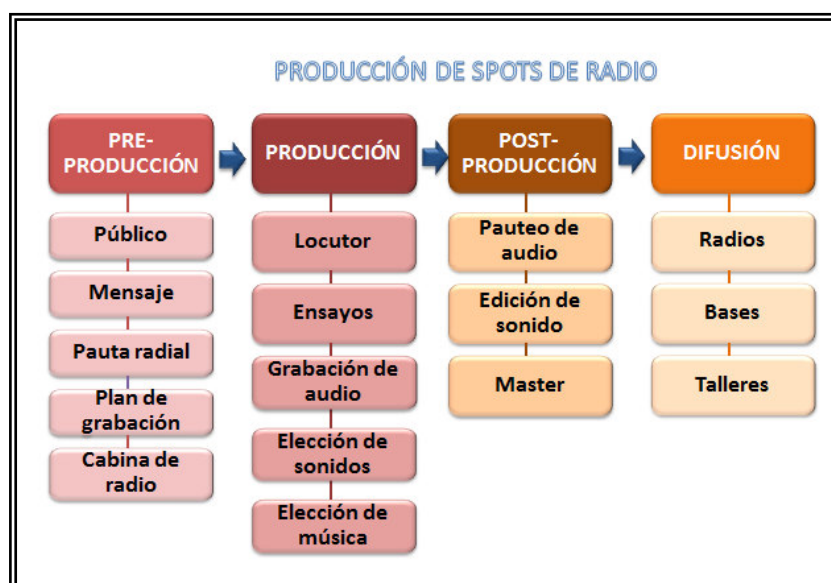 PRODUCCIÓN DE SPOTS DE RADIO
PRE-
PRODUCCIÓN
Público
Mensaje
Pauta radial
Plan de
grabación
Cabina de
radio
PRODUCCIÓN
Locutor
Ensayos
Grabación de
audio
Elección de
sonidos
Elección de
música
POST-
PRODUCCIÓN
Pauteo de
audio
Edición de
sonido
Master
DIFUSIÓN
Radios
Bases
Talleres